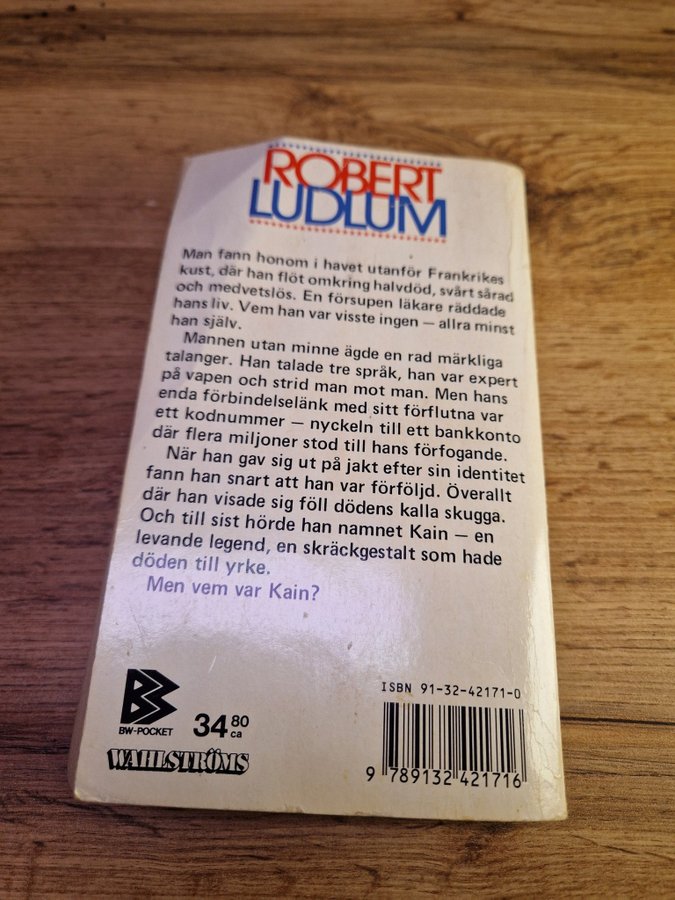 ROBERT
LUDLUM
Man fann honom i havet utanför Frankrikes
kust, där han flöt omkring halvdöd, svårt sårad
och medvetslös. En försupen läkare räddade
hans liv. Vem han var visste ingen — allra minst
han själv.
Mannen utan minne ägde en rad märkliga
talanger. Han talade tre språk, han var expert
på vapen och strid man mot man. Men hans
enda förbindelselänk med sitt förflutna var
ett kodnummer — nyckeln till ett bankkonto
där flera miljoner stod till hans förfogande.
När han gav sig ut på jakt efter sin identitet
fann han snart att han var förföljd. Överallt
där han visade sig föll dödens kalla skugga.
Och till sist hörde han namnet Kain — en
levande legend, en skräckgestalt som hade
döden till yrke.
Men vem var Kain?
BW-POCKET
34 80 ca
WAHLSTRÖMS
ISBN 91-32-42171-0
9 789132 421716